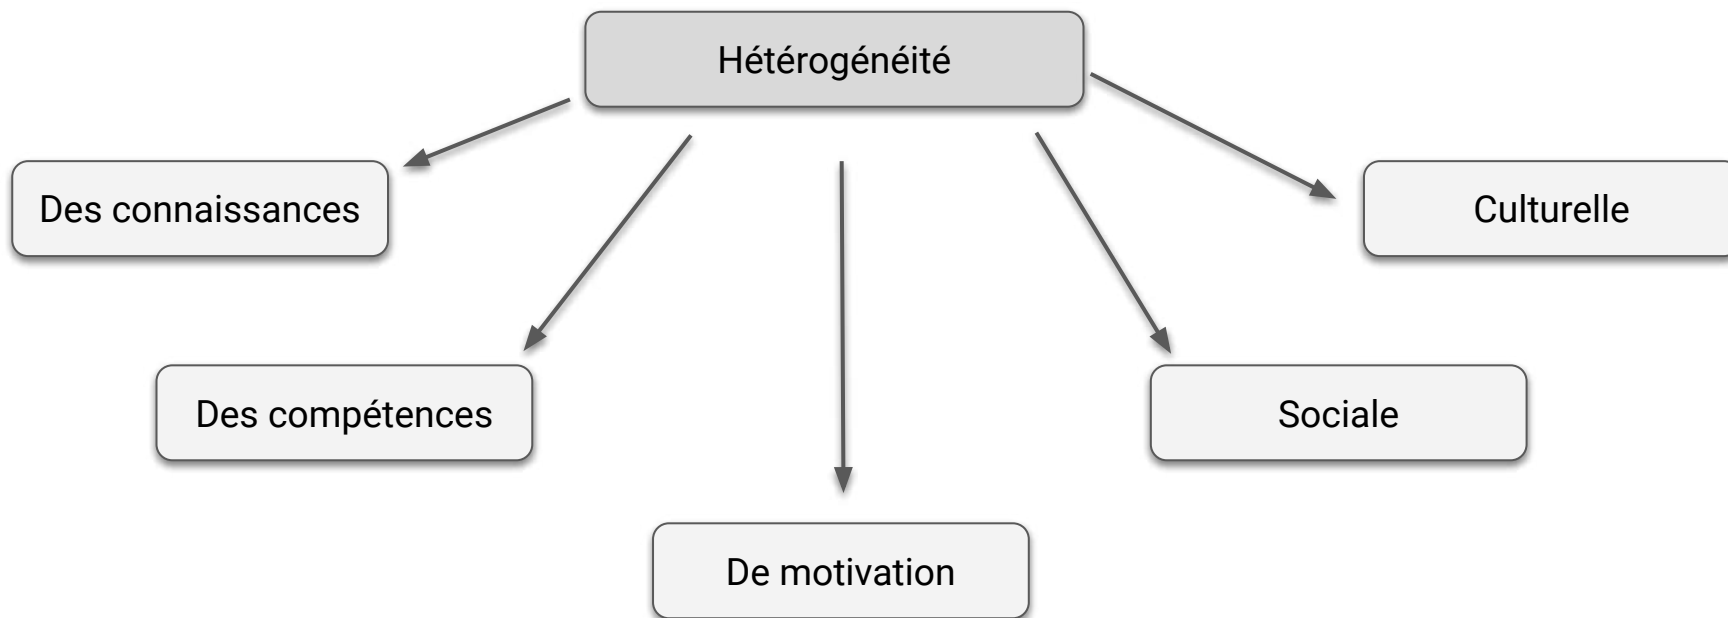 Hétérogénéité
Des connaissances
Culturelle
Des compétences
Sociale
De motivation